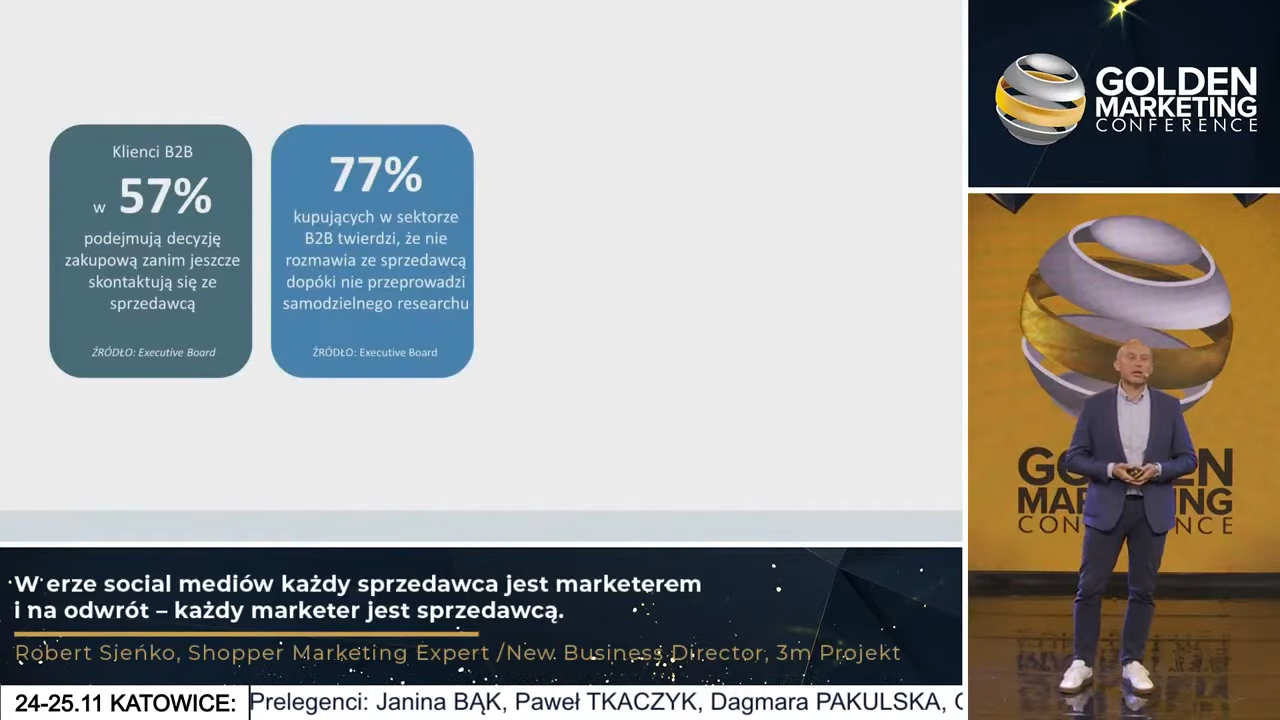 Klienci B2B
w 57%
podejmują decyzję
zakupową zanim jeszcze
skontaktują się ze
sprzedawcą
ŹRÓDŁO: Executive Board
77%
kupujących w sektorze
B2B twierdzi, że nie
rozmawia ze sprzedawcą
dopóki nie przeprowadzi
samodzielnego researchu
ŹRÓDŁO: Executive Board
GOLDEN
MARKETING
CONFERENCE
W erze social mediów każdy sprzedawca jest marketerem
i na odwrót – każdy marketer jest sprzedawcą.
Robert Sieńko, Shopper Marketing Expert /New Business Director, 3m Projekt
24-25.11 KATOWICE: Prelegenci: Janina BĄK, Paweł TKACZYK, Dagmara PAKULSKA,